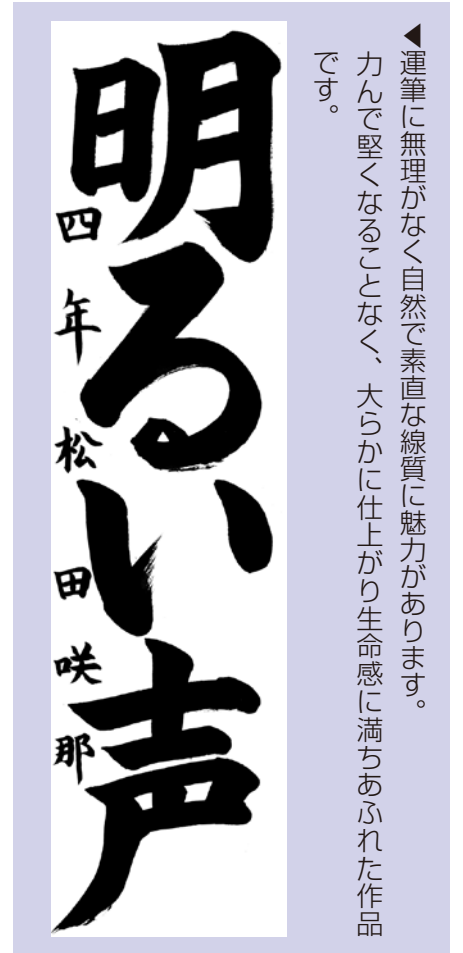 ◀運筆に無理がなく自然で素直な線質に魅力があります。
力んで堅くなることなく、大らかに仕上がり生命感に満ちあふれた作品
です。
明るい声
四年松田咲那